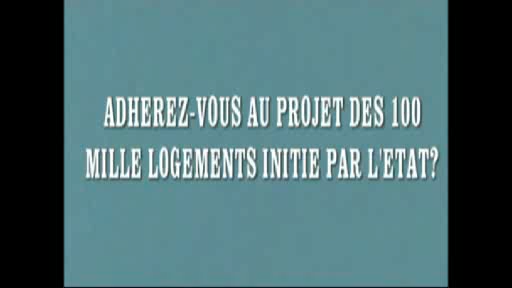 ADHEREZ-VOUS AU PROJET DES 100
MILLE LOGEMENTS INITIE PAR L'ETAT?